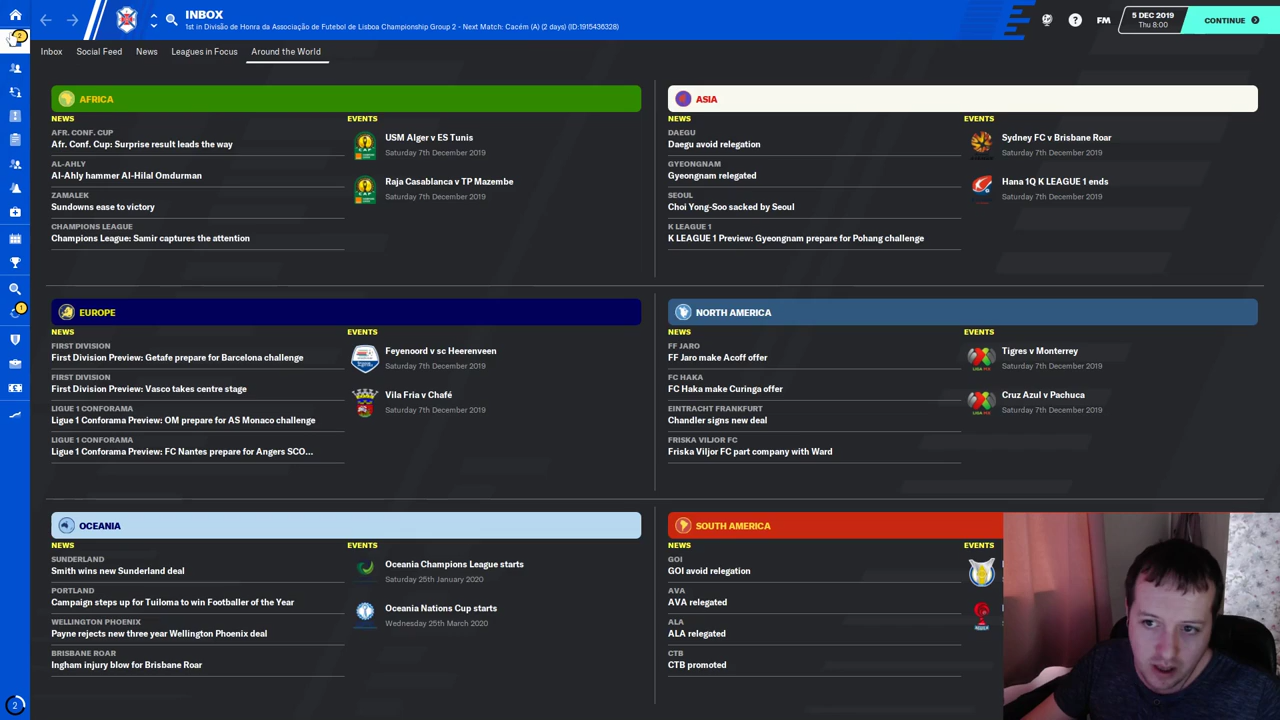 INBOX
1st in Divisão de Honra da Associação de Futebol de Lisboa Championship Group 2 - Next Match: Cacém (A) (2 days) (ID:1915436328)
FM
5 DEC 2019
Thu 8:00
CONTINUE
2
Inbox
Social Feed
News
Leagues in Focus
Around the World
AFRICA
NEWS
EVENTS
AFR. CONF. CUP
Afr. Conf. Cup: Surprise result leads the way
AL-AHLY
Al-Ahly hammer Al-Hilal Omdurman
ZAMALEK
Sundowns ease to victory
CHAMPIONS LEAGUE
Champions League: Samir captures the attention
USM Alger v ES Tunis
Saturday 7th December 2019
Raja Casablanca v TP Mazembe
Saturday 7th December 2019
ASIA
NEWS
EVENTS
DAEGU
Daegu avoid relegation
GYEONGNAM
Gyeongnam relegated
SEOUL
Choi Yong-Soo sacked by Seoul
K LEAGUE 1
K LEAGUE 1 Preview: Gyeongnam prepare for Pohang challenge
Sydney FC v Brisbane Roar
Saturday 7th December 2019
Hana 1Q K LEAGUE 1 ends
Saturday 7th December 2019
1
EUROPE
NEWS
EVENTS
FIRST DIVISION
First Division Preview: Getafe prepare for Barcelona challenge
FIRST DIVISION
First Division Preview: Vasco takes centre stage
LIGUE 1 CONFORAMA
Ligue 1 Conforama Preview: OM prepare for AS Monaco challenge
LIGUE 1 CONFORAMA
Ligue 1 Conforama Preview: FC Nantes prepare for Angers SCO...
Feyenoord v sc Heerenveen
Saturday 7th December 2019
Vila Fria v Chafé
Saturday 7th December 2019
NORTH AMERICA
NEWS
EVENTS
FF JARO
FF Jaro make Acoff offer
FC HAKA
FC Haka make Curinga offer
EINTRACHT FRANKFURT
Chandler signs new deal
FRISKA VILJOR FC
Friska Viljor FC part company with Ward
Tigres v Monterrey
Saturday 7th December 2019
Cruz Azul v Pachuca
Saturday 7th December 2019
OCEANIA
NEWS
EVENTS
SUNDERLAND
Smith wins new Sunderland deal
PORTLAND
Campaign steps up for Tuiloma to win Footballer of the Year
WELLINGTON PHOENIX
Payne rejects new three year Wellington Phoenix deal
BRISBANE ROAR
Ingham injury blow for Brisbane Roar
Oceania Champions League starts
Saturday 25th January 2020
Oceania Nations Cup starts
Wednesday 25th March 2020
SOUTH AMERICA
NEWS
EVENTS
GOI
GOI avoid relegation
AVA
AVA relegated
ALA
ALA relegated
CTB
CTB promoted
2